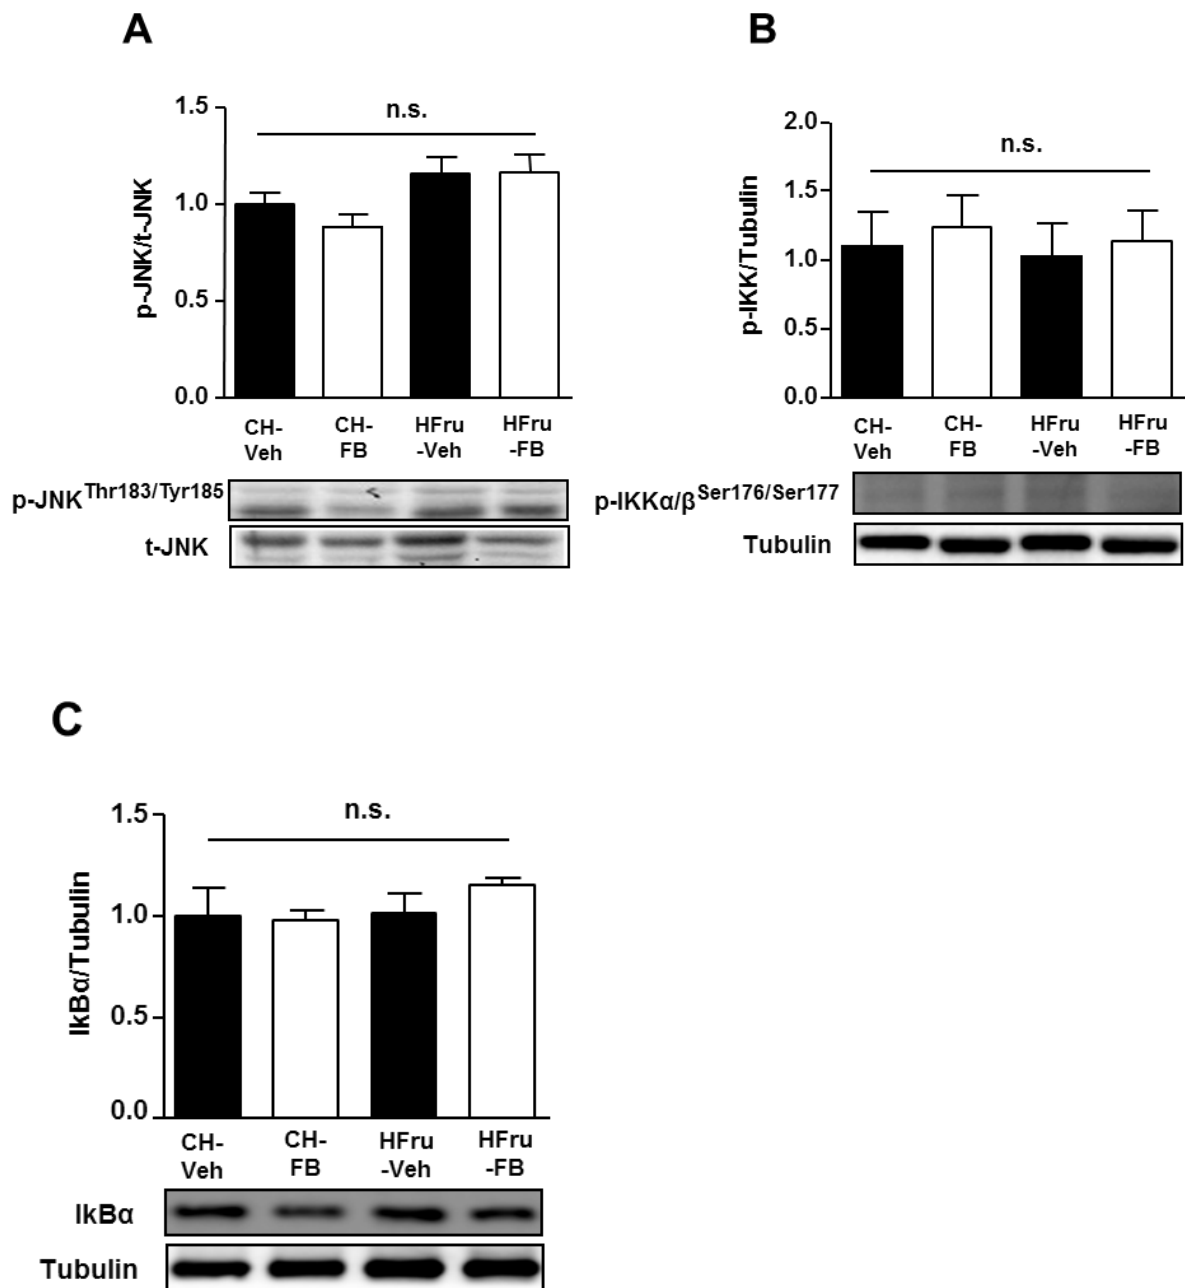 A
n.s.
p-JNK/t-JNK
1.5
1.0
0.5
0.0
CH-
Veh
CH-
FB
HFru
-Veh
HFru
-FB
p-JNKThr183/Tyr185
t-JNK
B
n.s.
p-IKK/Tubulin
2.0
1.5
1.0
0.5
0.0
CH-
Veh
CH-
FB
HFru
-Veh
HFru
-FB
p-IKKα/βSer176/Ser177
Tubulin
C
n.s.
IkBα/Tubulin
1.5
1.0
0.5
0.0
CH-
Veh
CH-
FB
HFru
-Veh
HFru
-FB
IkBα
Tubulin